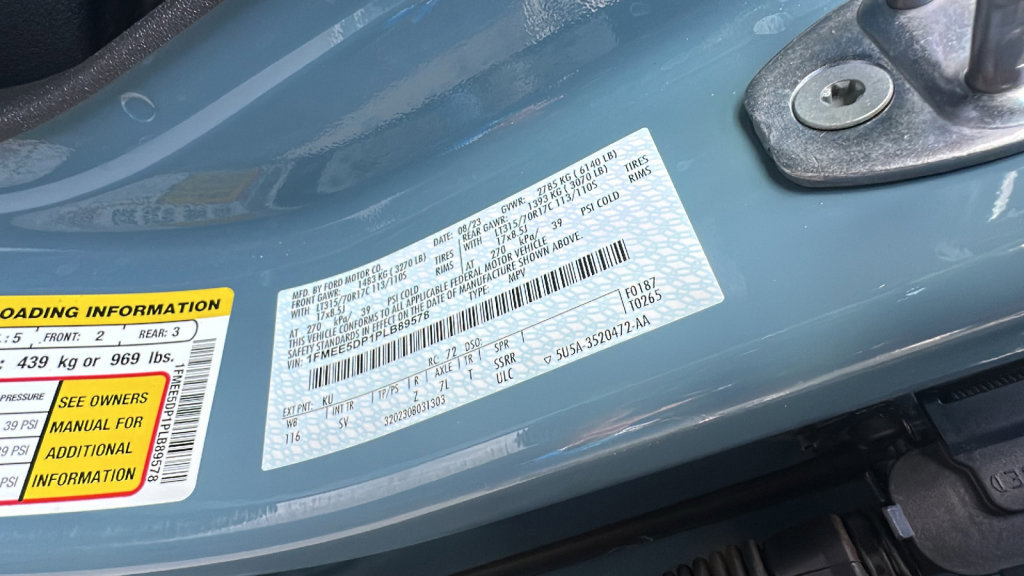 LOADING INFORMATION
: 5 FRONT: 2 REAR: 3
: 439 kg or 969 lbs.
PRESSURE
39 PSI
39 PSI
PSI
SEE OWNERS
MANUAL FOR
ADDITIONAL
INFORMATION
1FMEE5DP1PLB89578
MFD. BY FORD MOTOR CO.
DATE: 08/23 GVWR: 2785 KG ( 6140 LB)
FRONT GAWR: 1483 KG ( 3270 LB) REAR GAWR: 1393 KG ( 3070 LB)
WITH LT315/70R17C 113/110S TIRES WITH LT315/70R17C 113/110S TIRES
17x8.5J RIMS 17x8.5J RIMS
AT 270 kPa/ 39 PSI COLD AT 270 kPa/ 39 PSI COLD
THIS VEHICLE CONFORMS TO ALL APPLICABLE FEDERAL MOTOR VEHICLE
SAFETY STANDARDS IN EFFECT ON THE DATE OF MANUFACTURE SHOWN ABOVE.
VIN: 1FMEE5DP1PLB89578 TYPE: MPV
F0187
T0265
EXT PNT: KU RC: 72 DSO:
WB INT TR TP/PS R AXLE TR SPR
116 SV Z 7L T SSRR
ULC
3202308031303
▽ 5U5A-3520472-AA